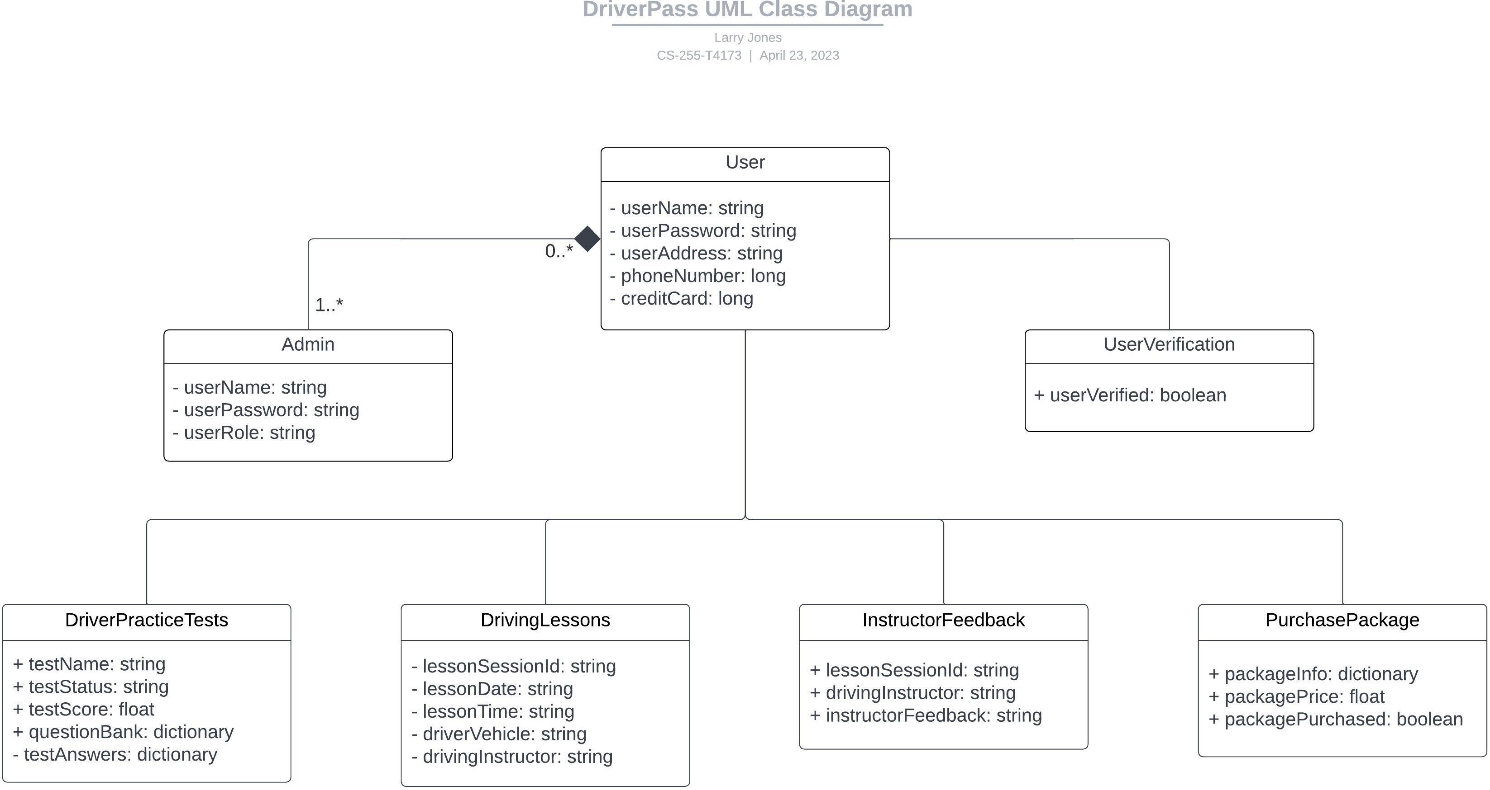 DriverPass UML Class Diagram
Larry Jones
CS-255-T4173 | April 23, 2023
User
- userName: string
- userPassword: string
- userAddress: string
- phoneNumber: long
- creditCard: long
0..*
1..*
Admin
- userName: string
- userPassword: string
- userRole: string
UserVerification
+ userVerified: boolean
DriverPracticeTests
+ testName: string
+ testStatus: string
+ testScore: float
+ questionBank: dictionary
- testAnswers: dictionary
DrivingLessons
- lessonSessionId: string
- lessonDate: string
- lessonTime: string
- driverVehicle: string
- drivingInstructor: string
InstructorFeedback
+ lessonSessionId: string
+ drivingInstructor: string
+ instructorFeedback: string
PurchasePackage
+ packageInfo: dictionary
+ packagePrice: float
+ packagePurchased: boolean